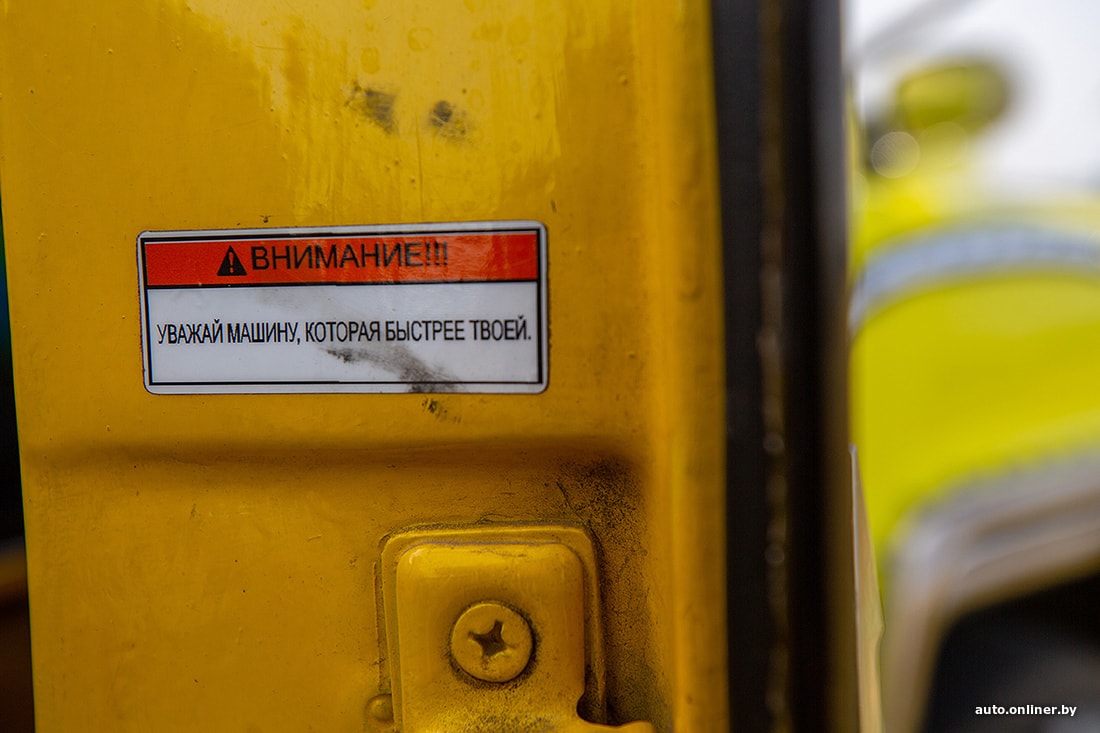 ВНИМАНИЕ!!!
УВАЖАЙ МАШИНУ, КОТОРАЯ БЫСТРЕЕ ТВОЕЙ.
auto.onliner.by